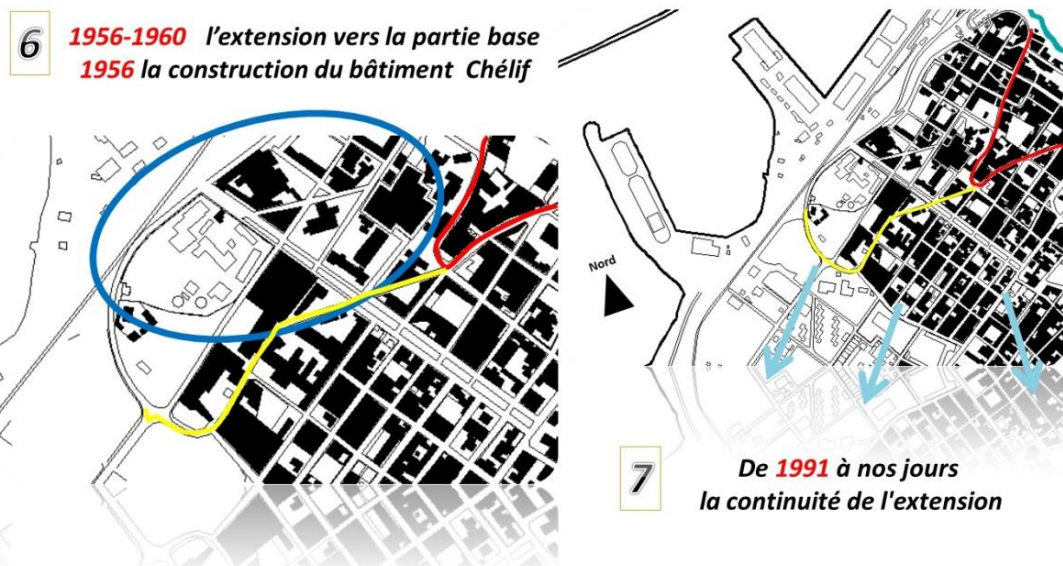 6
1956-1960 l'extension vers la partie base
1956 la construction du bâtiment Chélif
Nord
7
De 1991 à nos jours
la continuité de l'extension